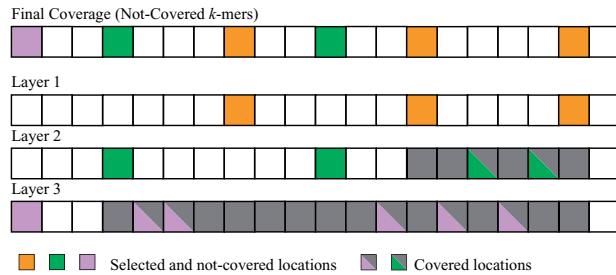 Final Coverage (Not-Covered k-mers)
Layer 1
Layer 2
Layer 3
Selected and not-covered locations
Covered locations